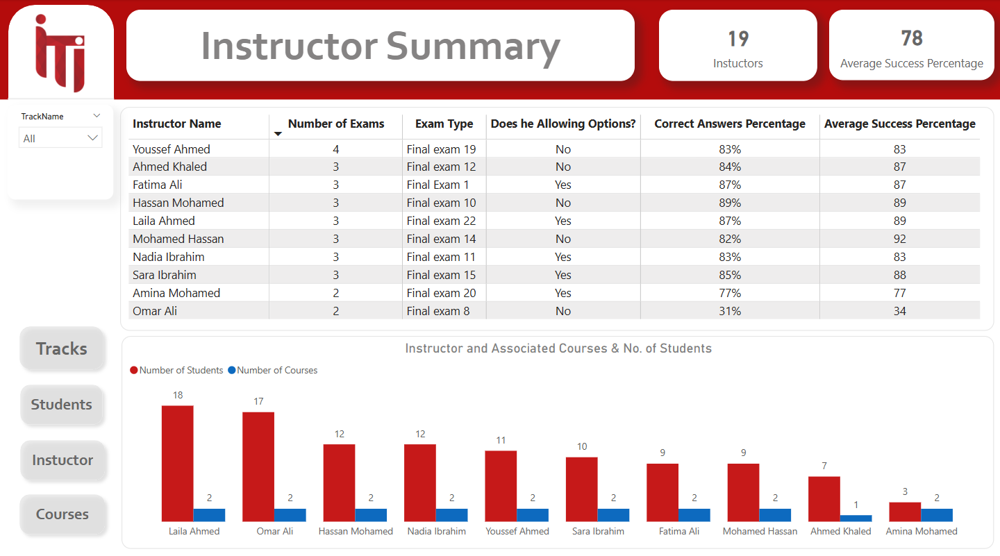 iTi
Instructor Summary
19
Instuctors
78
Average Success Percentage
TrackName
All
Instructor Name Number of Exams Exam Type Does he Allowing Options? Correct Answers Percentage Average Success Percentage
Youssef Ahmed 4 Final exam 19 No 83% 83
Ahmed Khaled 3 Final exam 12 No 84% 87
Fatima Ali 3 Final Exam 1 Yes 87% 87
Hassan Mohamed 3 Final exam 10 No 89% 89
Laila Ahmed 3 Final exam 22 Yes 87% 89
Mohamed Hassan 3 Final exam 14 No 82% 92
Nadia Ibrahim 3 Final exam 11 Yes 83% 83
Sara Ibrahim 3 Final exam 15 Yes 85% 88
Amina Mohamed 2 Final exam 20 Yes 77% 77
Omar Ali 2 Final exam 8 No 31% 34
Tracks
Students
Instuctor
Courses
Instructor and Associated Courses & No. of Students
Number of Students Number of Courses
18 2 17 2 12 2 12 2 11 2 10 2 9 2 9 2 7 1 3 2
Laila Ahmed Omar Ali Hassan Mohamed Nadia Ibrahim Youssef Ahmed Sara Ibrahim Fatima Ali Mohamed Hassan Ahmed Khaled Amina Mohamed